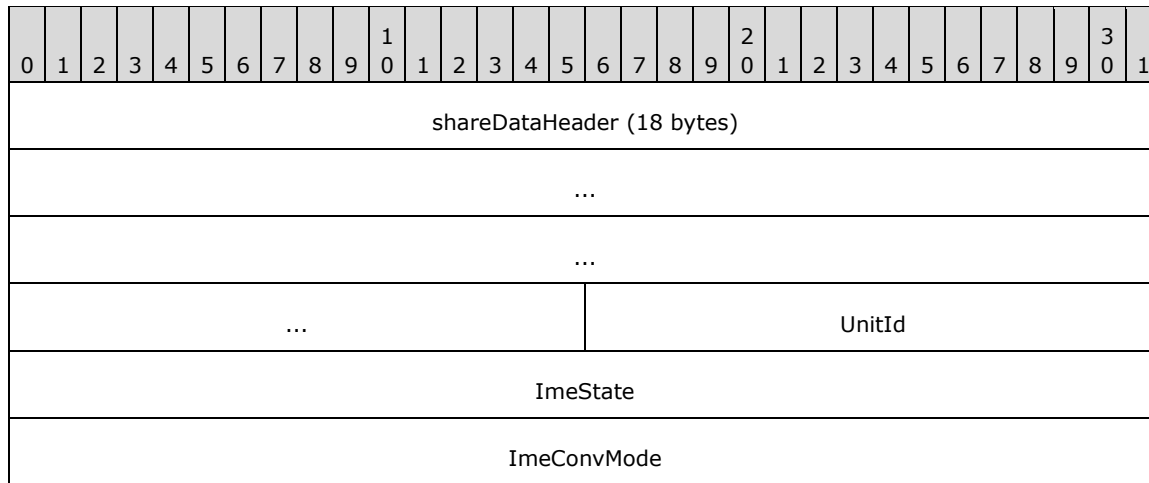 1 2 3
0 1 2 3 4 5 6 7 8 9 0 1 2 3 4 5 6 7 8 9 0 1 2 3 4 5 6 7 8 9 0 1
shareDataHeader (18 bytes)
...
...
... UnitId
ImeState
ImeConvMode